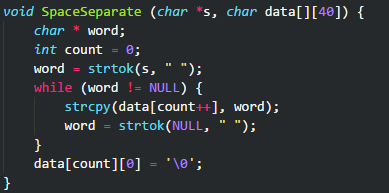 void SpaceSeparate (char *s, char data[][40]) {
    char * word;
    int count = 0;
    word = strtok(s, " ");
    while (word != NULL) {
        strcpy(data[count++], word);
        word = strtok(NULL, " ");
    }
    data[count][0] = '\0';
}